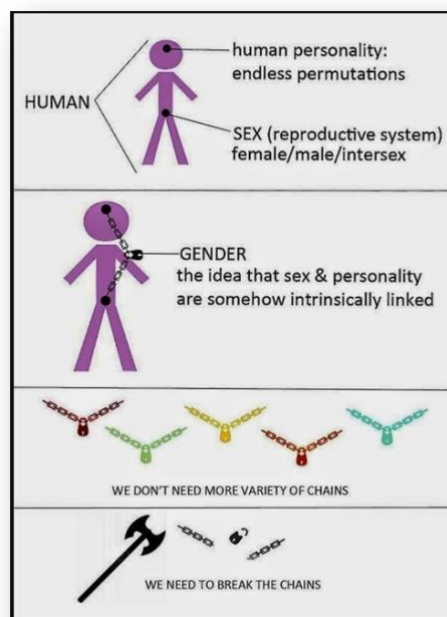 human personality:
endless permutations
HUMAN
SEX (reproductive system)
female/male/intersex
GENDER
the idea that sex & personality
are somehow intrinsically linked
WE DON'T NEED MORE VARIETY OF CHAINS
WE NEED TO BREAK THE CHAINS